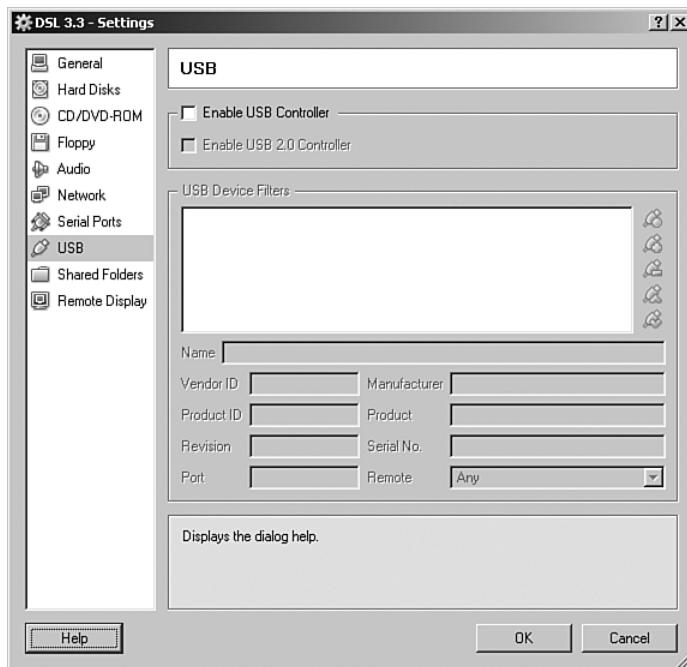 DSL 3.3 - Settings
General
Hard Disks
CD/DVD-ROM
Floppy
Audio
Network
Serial Ports
USB
Shared Folders
Remote Display
USB
Enable USB Controller
Enable USB 2.0 Controller
USB Device Filters
Name
Vendor ID
Manufacturer
Product ID
Product
Revision
Serial No.
Port
Remote
Any
Displays the dialog help.
Help
OK
Cancel